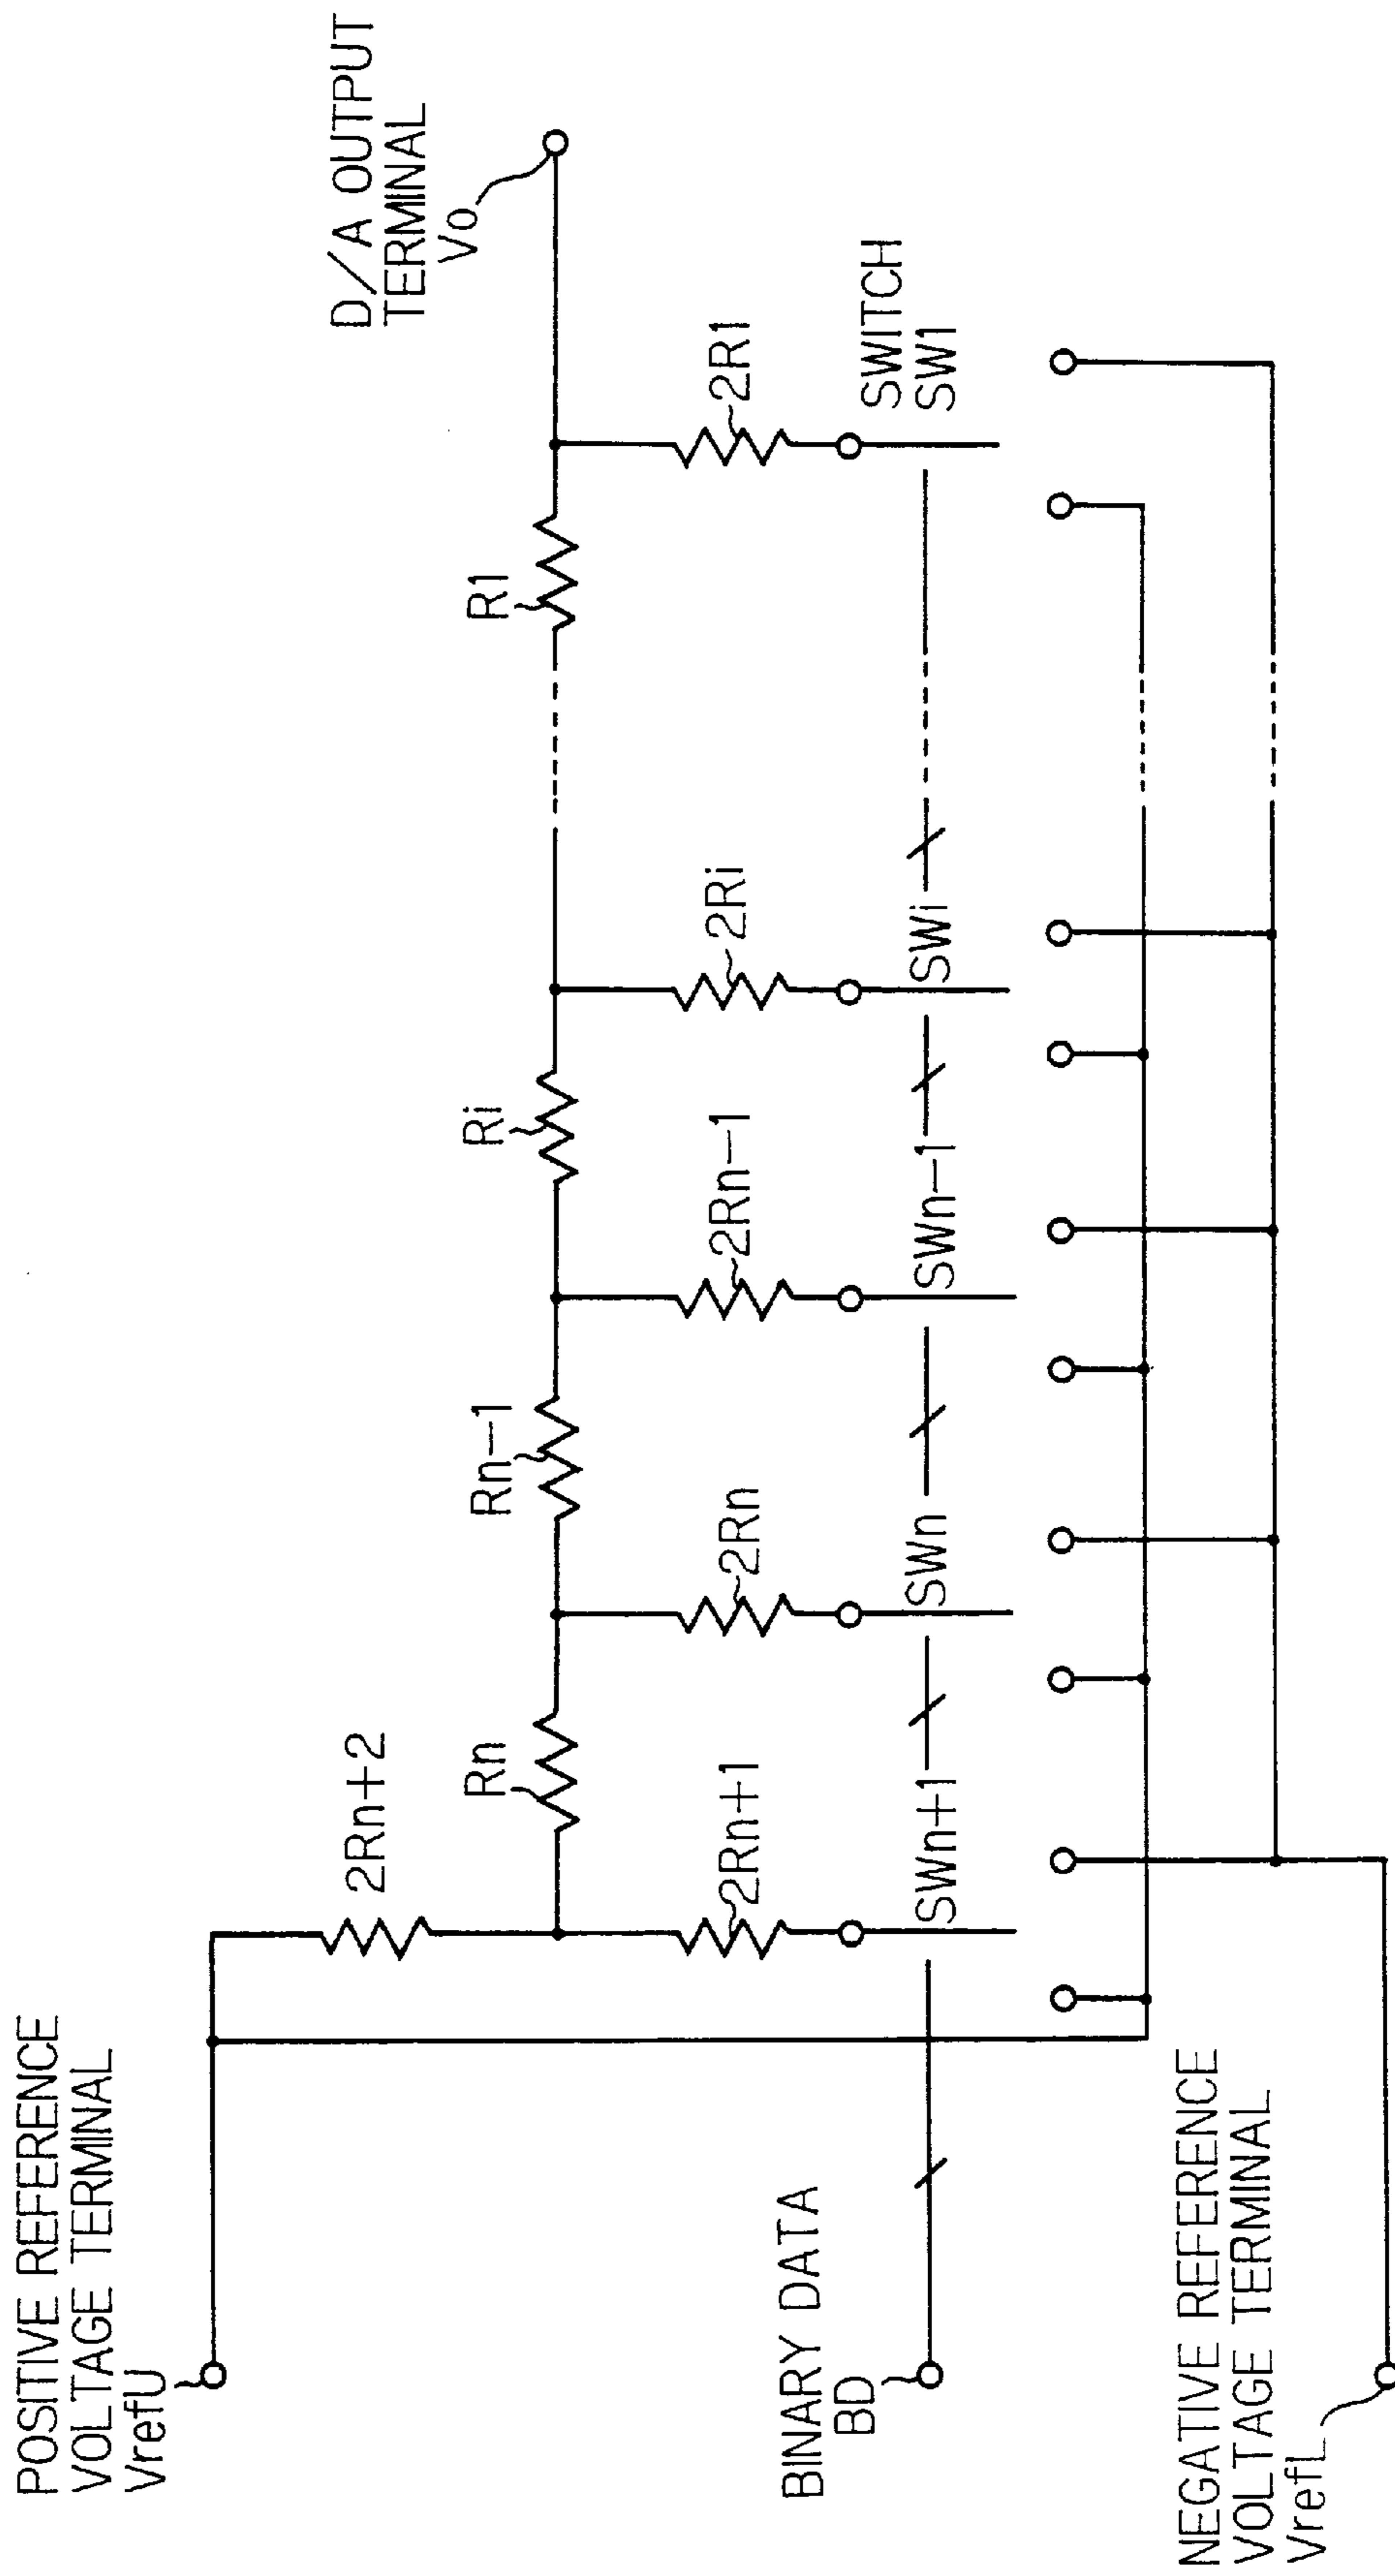 POSITIVE REFERENCE
VOLTAGE TERMINAL
VrefU
D/A OUTPUT
TERMINAL
Vo
2Rn+2
Rn
Rn-1
Ri
R1
2Rn+1
2Rn
2Rn-1
2Ri
2R1
BINARY DATA
BD
SWn+1
SWn
SWn-1
SWi
SWITCH
SW1
NEGATIVE REFERENCE
VOLTAGE TERMINAL
VrefL